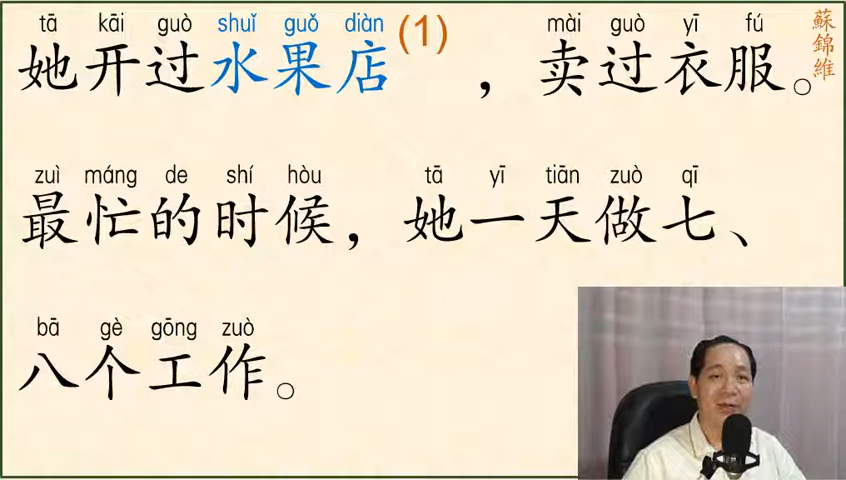 tā kāi guò shuǐ guǒ diàn mài guò yī fú
她开过水果店(1)，卖过衣服。
蘇錦維
zuì máng de shí hòu tā yī tiān zuò qī
最忙的时候，她一天做七、
bā gè gōng zuò
八个工作。